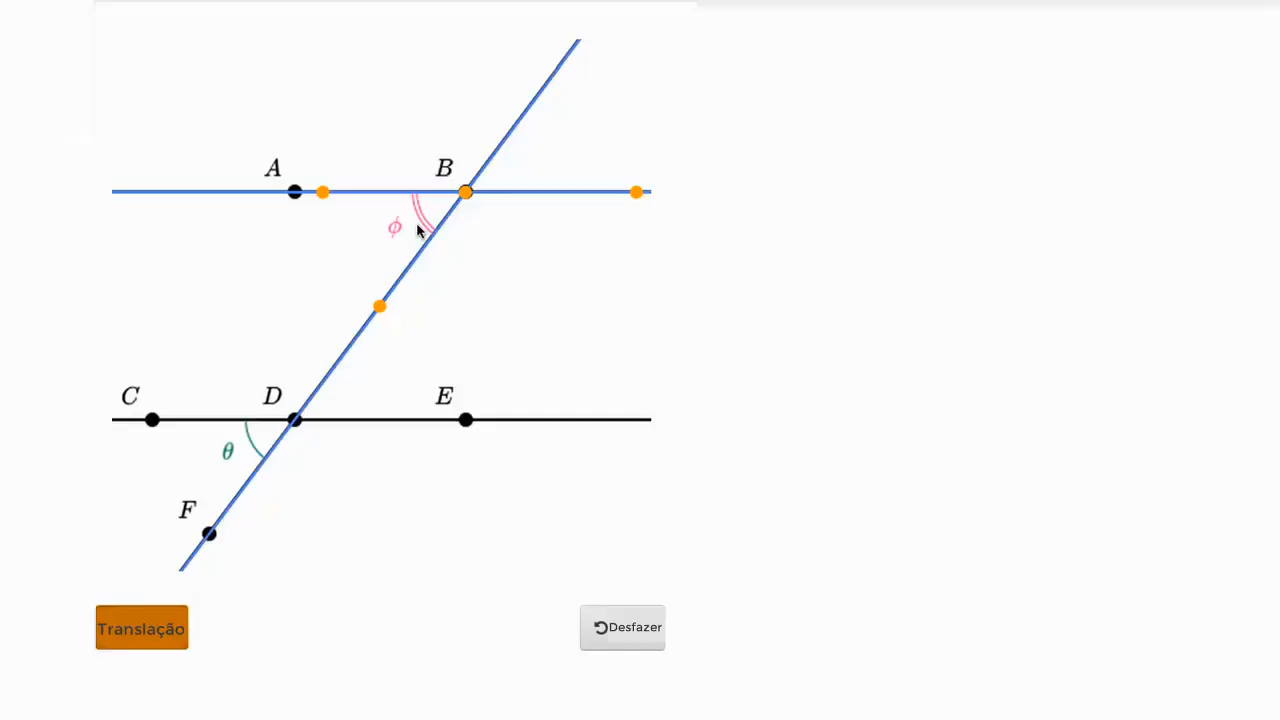 A B
ϕ
C D E
θ
F
Translação Desfazer